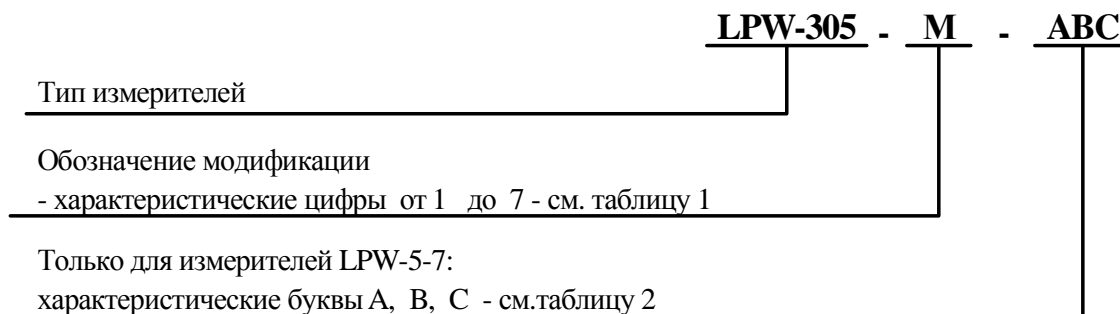 LPW-305 - M - ABC
Тип измерителей
Обозначение модификации
- характеристические цифры от 1 до 7 - см. таблицу 1
Только для измерителей LPW-5-7:
характеристические буквы А, В, С - см.таблицу 2